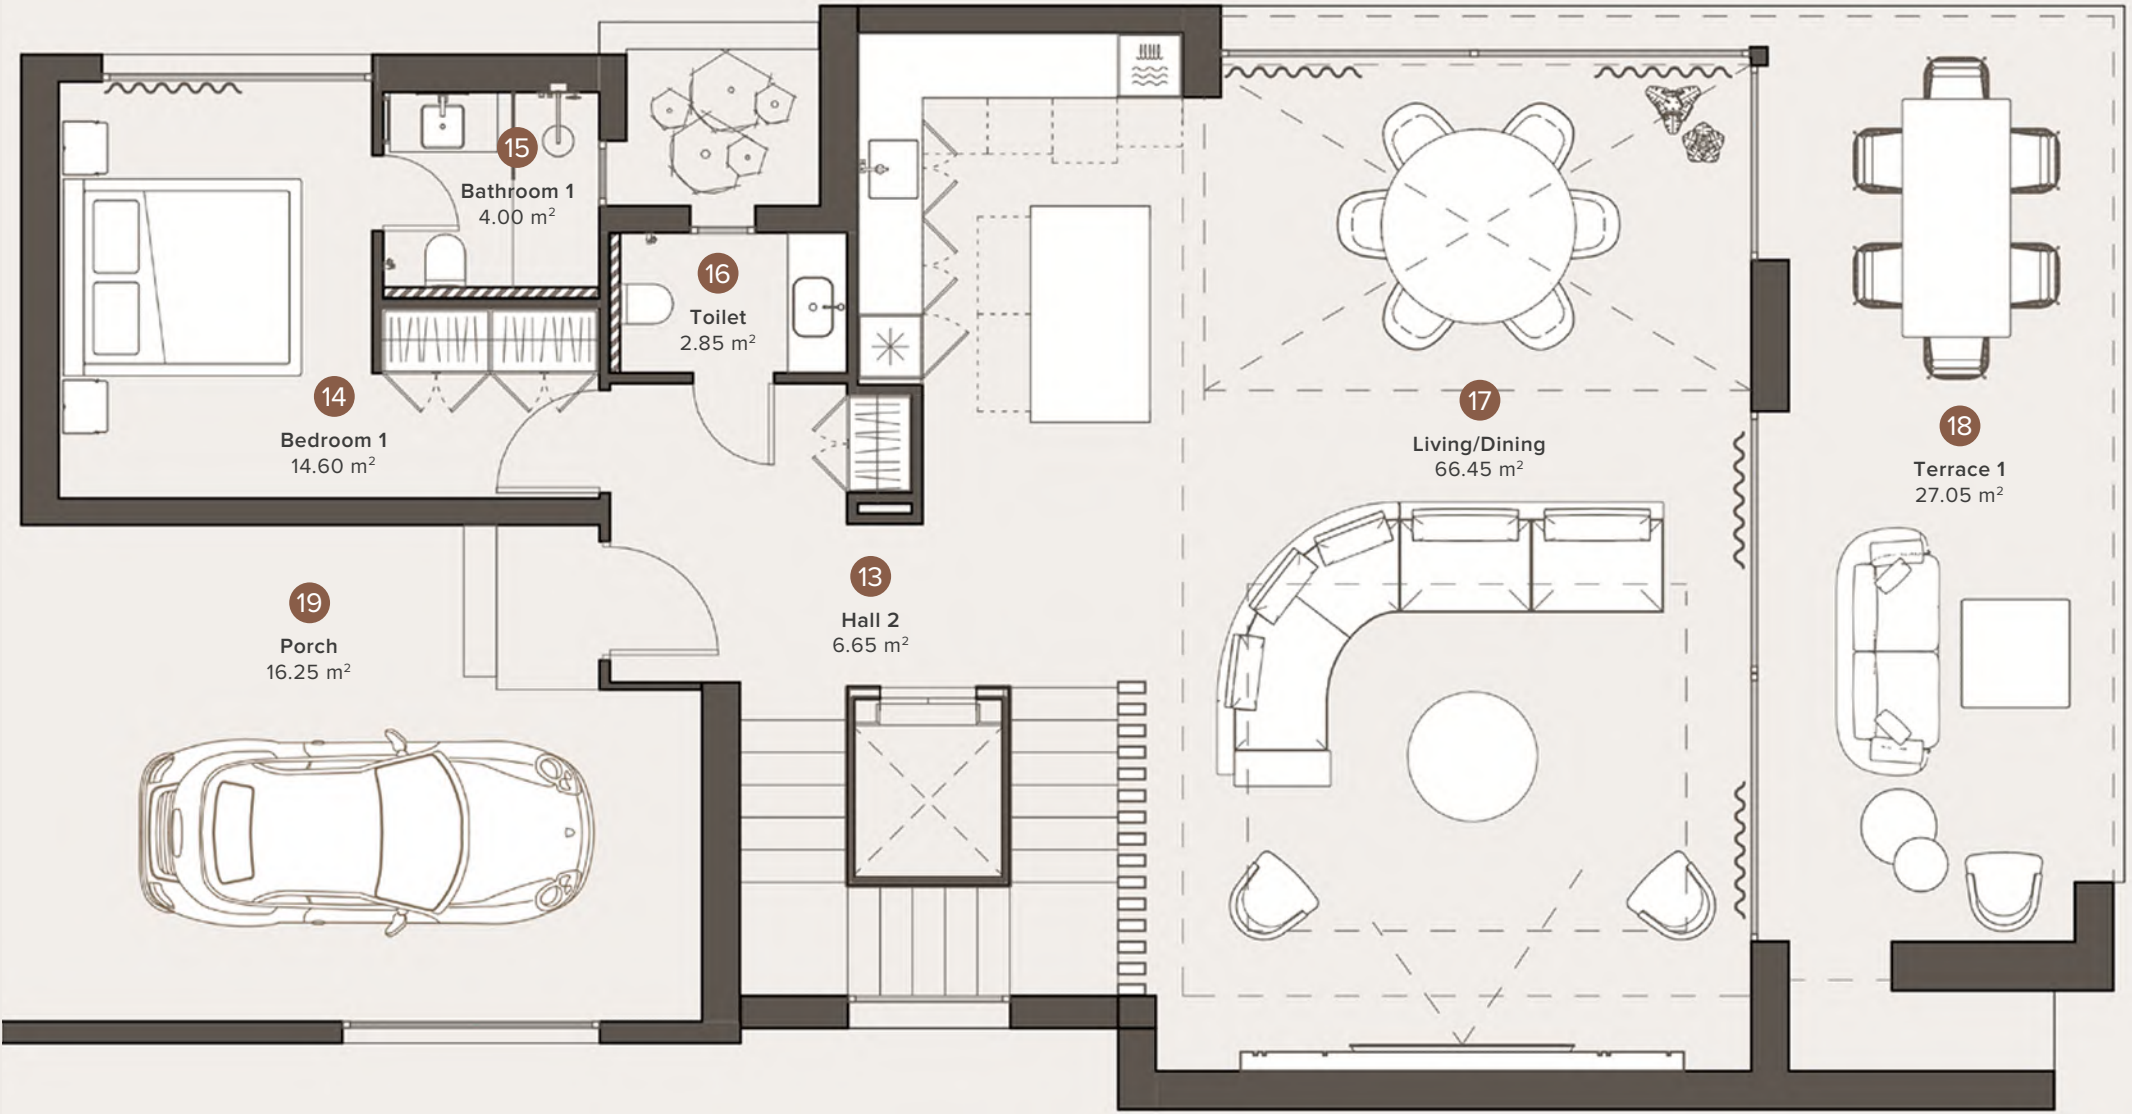 15
Bathroom 1
4.00 m²
16
Toilet
2.85 m²
14
Bedroom 1
14.60 m²
17
Living/Dining
66.45 m²
18
Terrace 1
27.05 m²
13
Hall 2
6.65 m²
19
Porch
16.25 m²